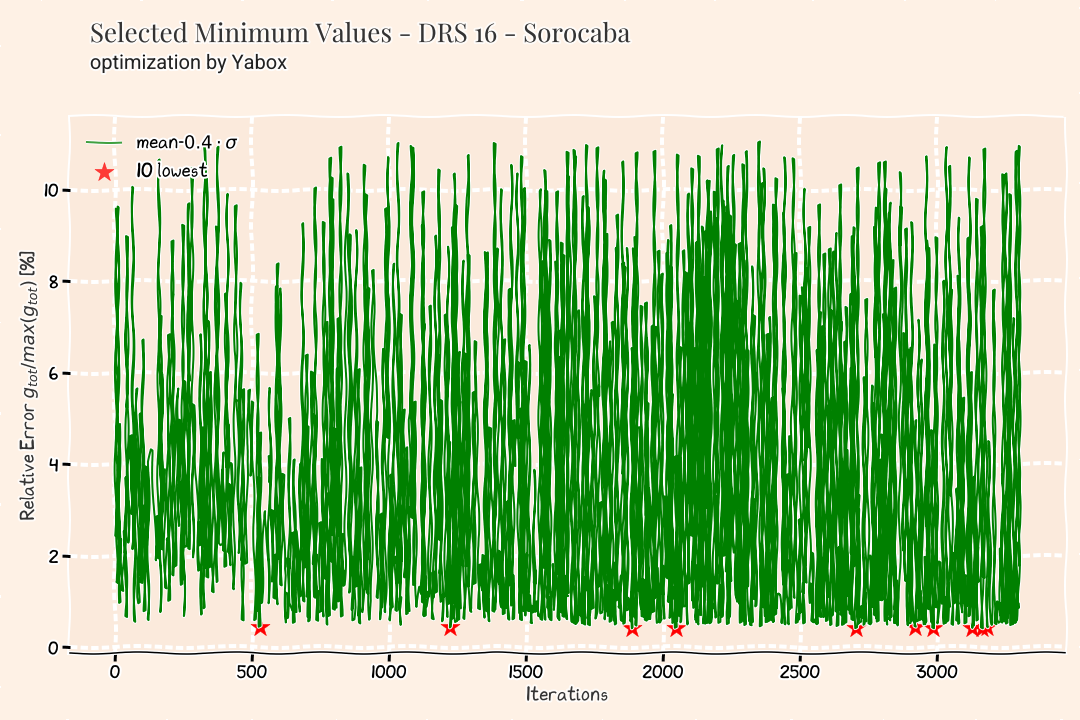 Selected Minimum Values - DRS 16 - Sorocaba
optimization by Yabox
mean-0.4 · σ
10 lowest
Relative Error g_tot/max(g_tot) [%]
10
8
6
4
2
0
0 500 1000 1500 2000 2500 3000
Iterations